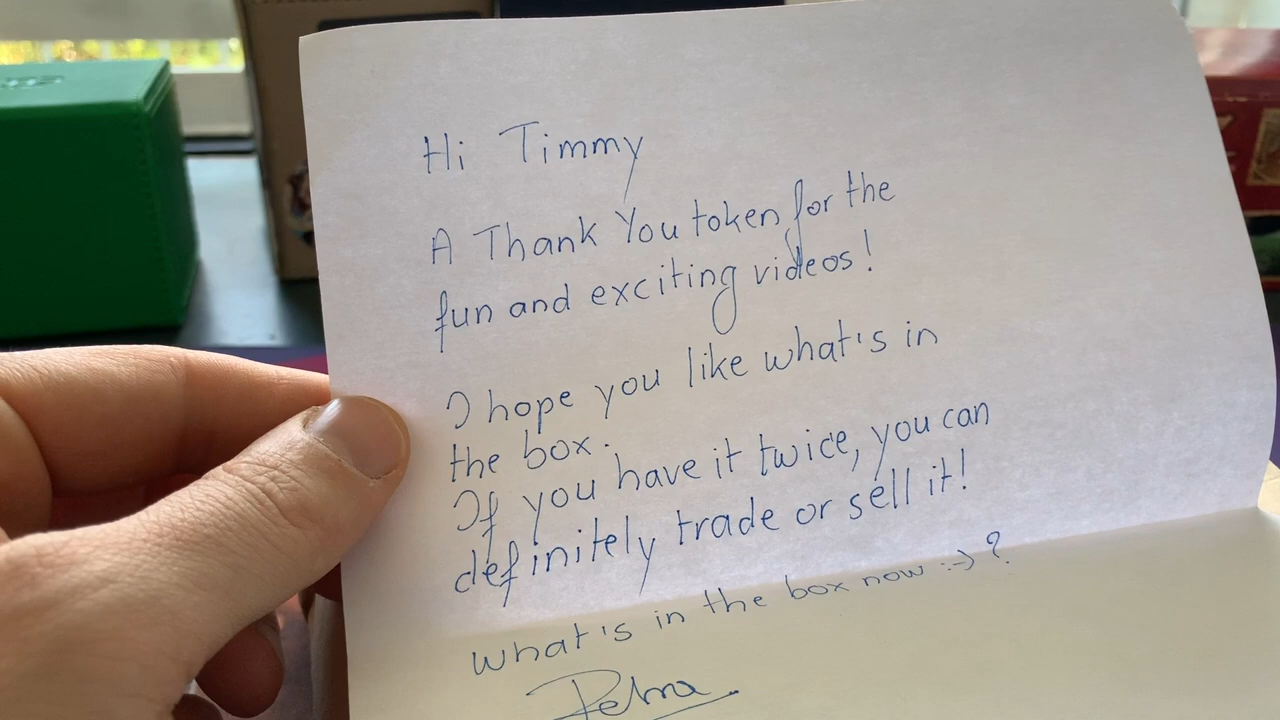 Hi Timmy
A Thank You token for the
fun and exciting videos!
I hope you like what's in
the box.
If you have it twice, you can
definitely trade or sell it!
What's in the box now :-) ?